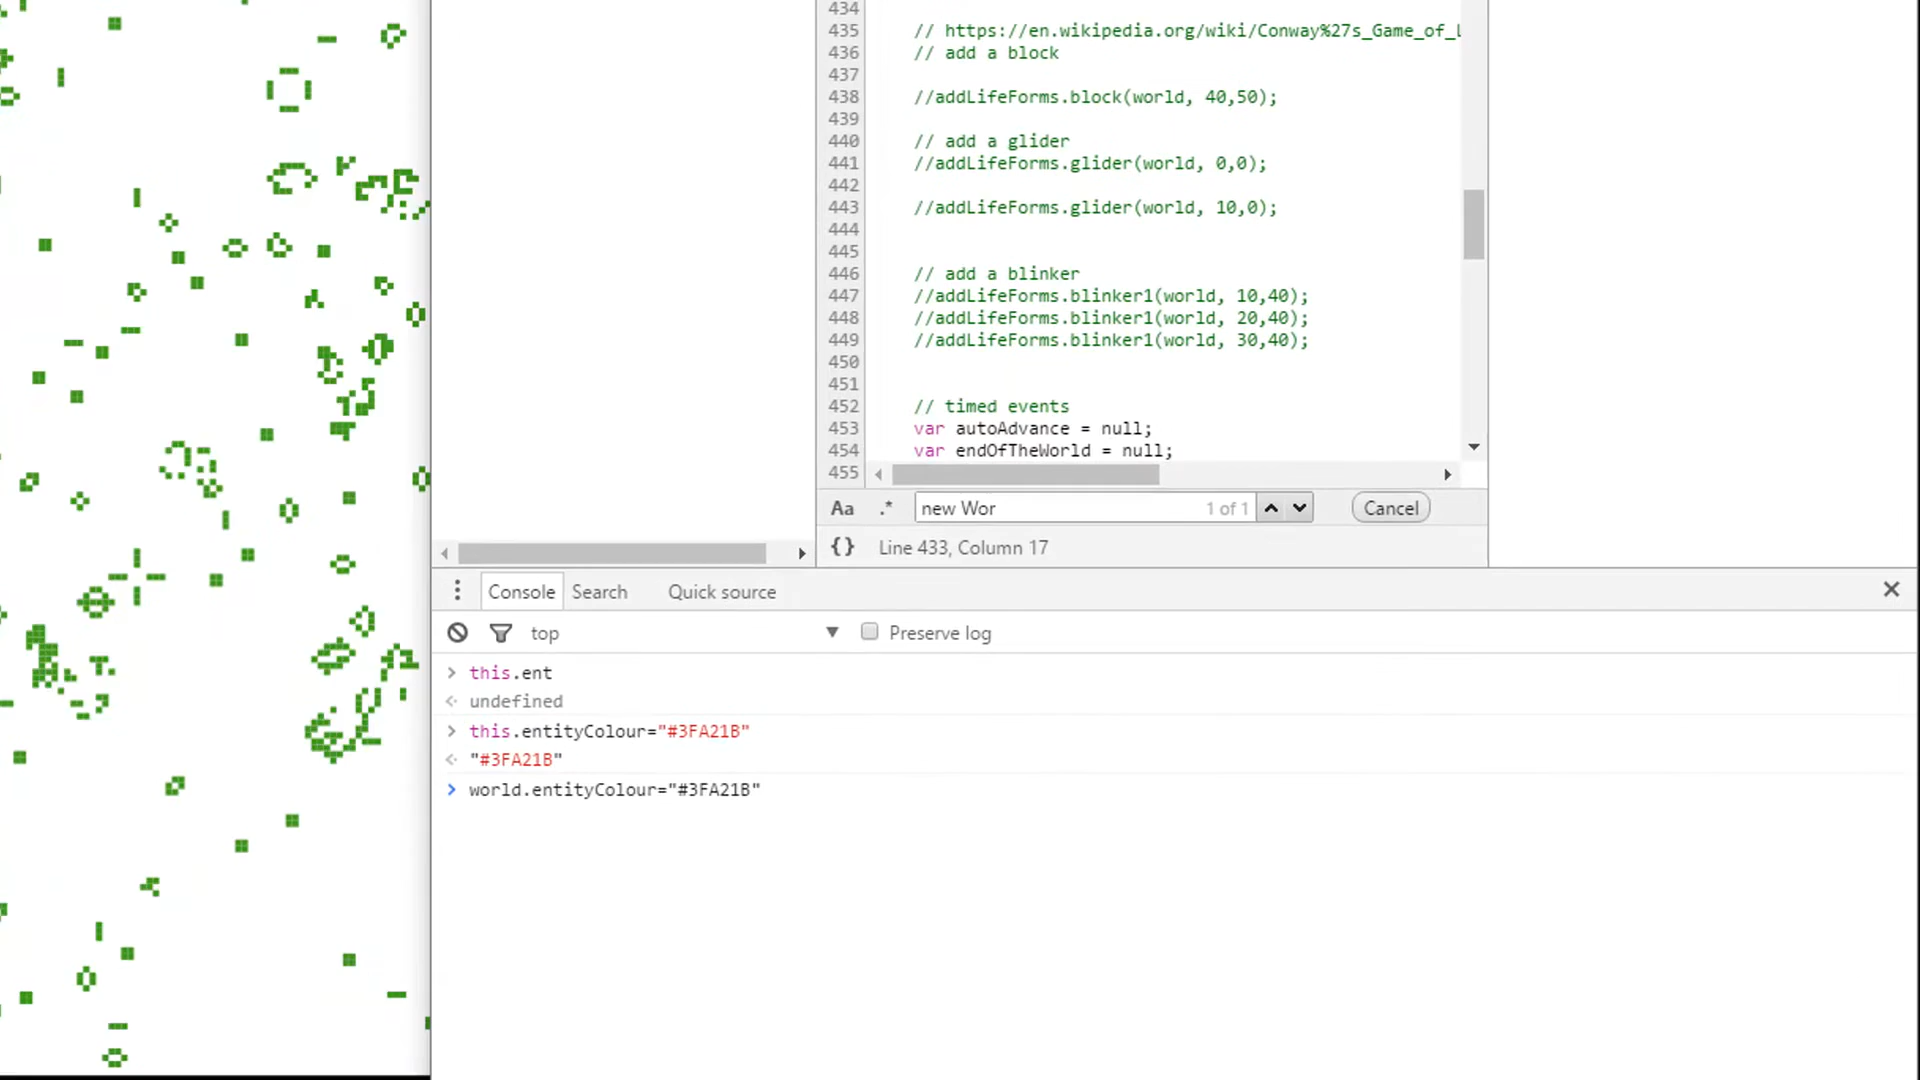 434
435 // https://en.wikipedia.org/wiki/Conway%27s_Game_of_L
436 // add a block
437
438 //addLifeForms.block(world, 40,50);
439
440 // add a glider
441 //addLifeForms.glider(world, 0,0);
442
443 //addLifeForms.glider(world, 10,0);
444
445
446 // add a blinker
447 //addLifeForms.blinker1(world, 10,40);
448 //addLifeForms.blinker1(world, 20,40);
449 //addLifeForms.blinker1(world, 30,40);
450
451
452 // timed events
453 var autoAdvance = null;
454 var endOfTheWorld = null;
455
Aa .* new Wor 1 of 1 Cancel
{} Line 433, Column 17
Console Search Quick source
top Preserve log
this.ent
undefined
this.entityColour="#3FA21B"
"#3FA21B"
world.entityColour="#3FA21B"